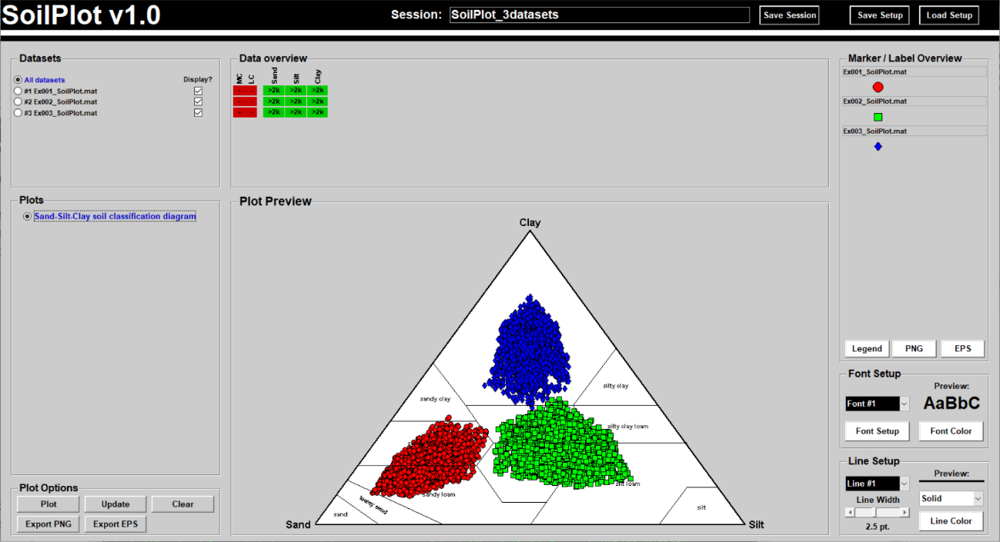 SoilPlot v1.0
Session: SoilPlot_3datasets Save Session Save Setup Load Setup
Datasets
All datasets Display?
#1 Ex001_SoilPlot.mat
#2 Ex002_SoilPlot.mat
#3 Ex003_SoilPlot.mat
Data overview
MC LC Sand Silt Clay
- - >2k >2k >2k
- - >2k >2k >2k
- - >2k >2k >2k
Marker / Label Overview
Ex001_SoilPlot.mat
Ex002_SoilPlot.mat
Ex003_SoilPlot.mat
Legend PNG EPS
Plots
Sand-Silt-Clay soil classification diagram
Plot Preview
Clay
silty clay
sandy clay
silty clay loam
silt loam
sandy loam
loamy sand
sand
silt
Sand
Silt
Plot Options
Plot Update Clear
Export PNG Export EPS
Font Setup
Preview:
Font #1 AaBbC
Font Setup Font Color
Line Setup
Preview:
Line #1
Line Width Solid
2.5 pt. Line Color